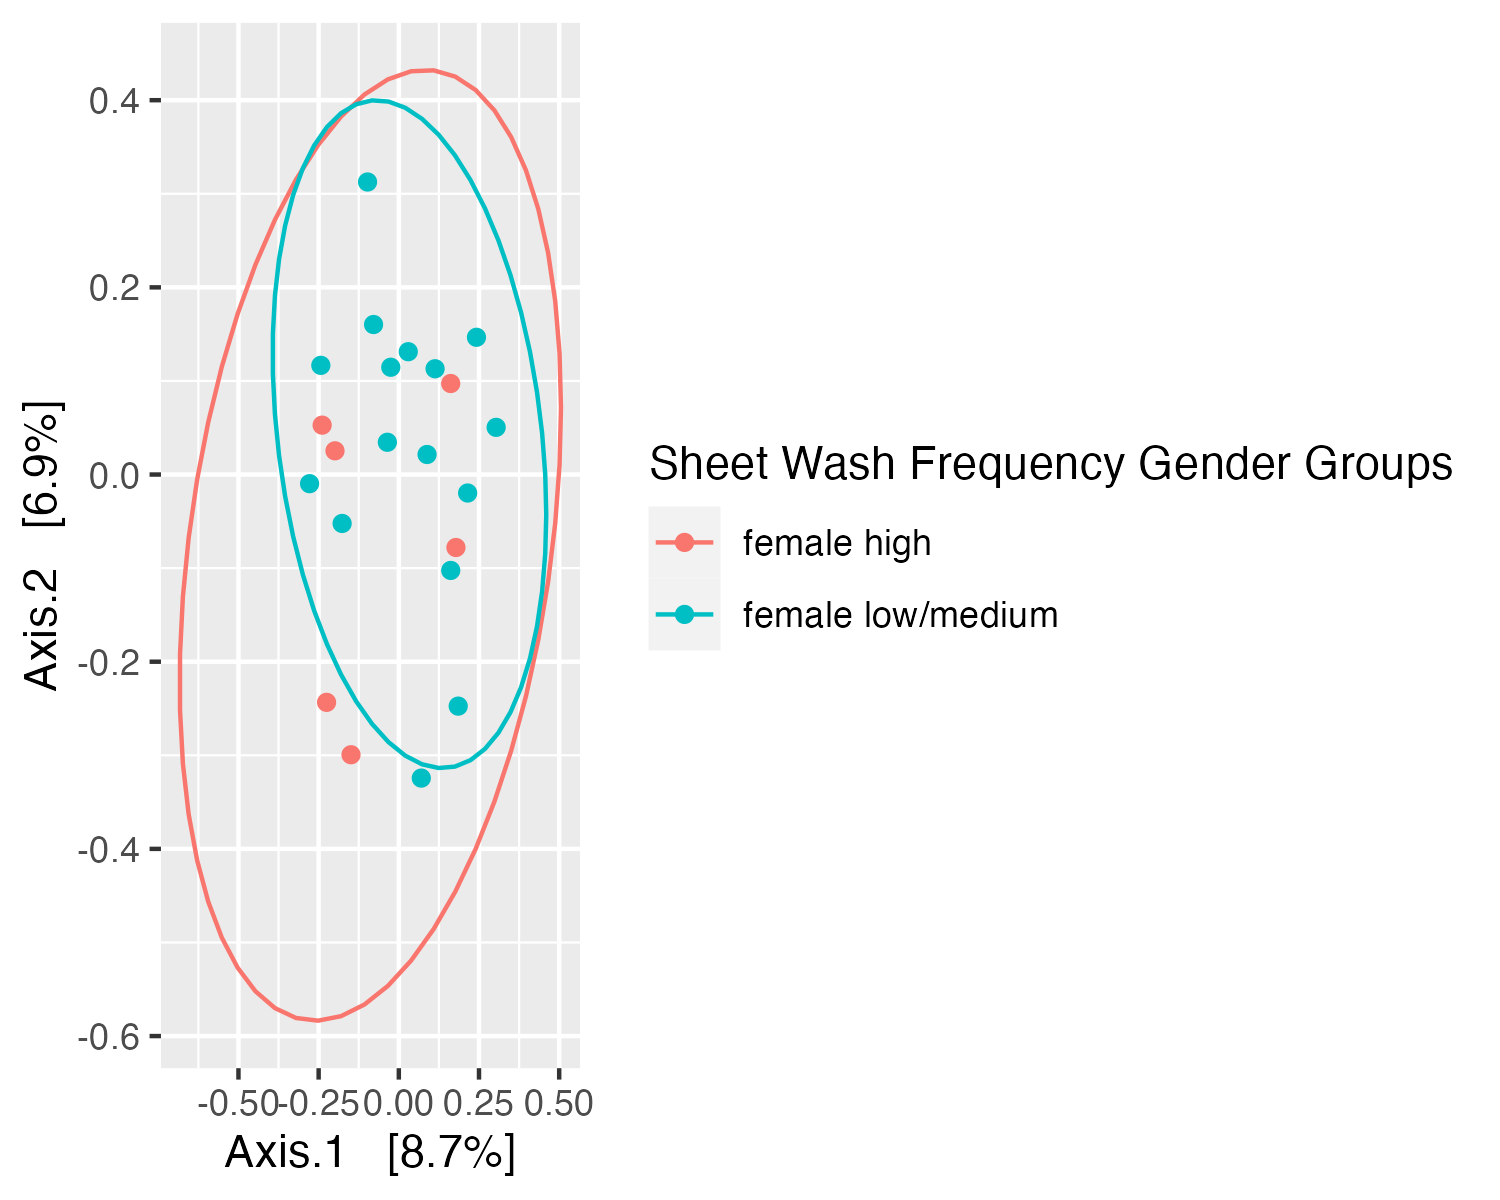 0.4
0.2
0.0
-0.2
-0.4
-0.6
Axis.2 [6.9%]
-0.50 -0.25 0.00 0.25 0.50
Axis.1 [8.7%]
Sheet Wash Frequency Gender Groups
female high
female low/medium